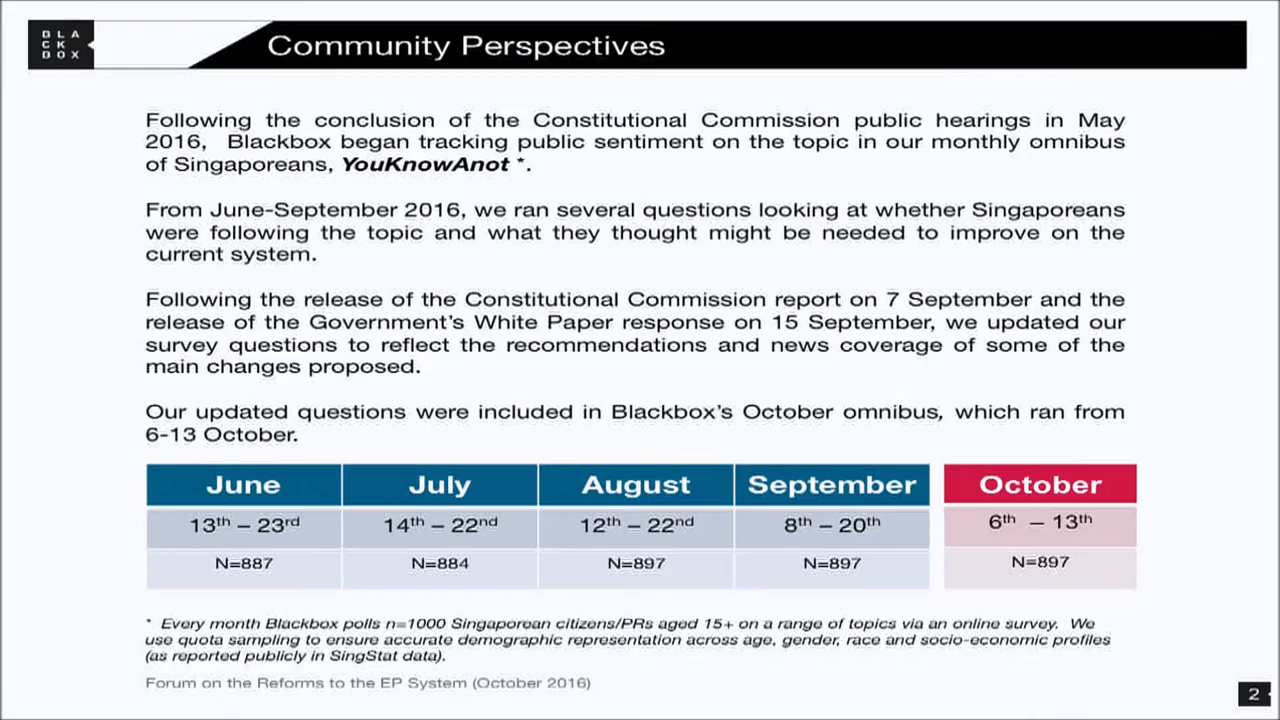 BLA
CK
BOX
Community Perspectives
Following the conclusion of the Constitutional Commission public hearings in May
2016, Blackbox began tracking public sentiment on the topic in our monthly omnibus
of Singaporeans, YouKnowAnot *.
From June-September 2016, we ran several questions looking at whether Singaporeans
were following the topic and what they thought might be needed to improve on the
current system.
Following the release of the Constitutional Commission report on 7 September and the
release of the Government's White Paper response on 15 September, we updated our
survey questions to reflect the recommendations and news coverage of some of the
main changes proposed.
Our updated questions were included in Blackbox's October omnibus, which ran from
6-13 October.
June July August September October
13th – 23rd 14th – 22nd 12th – 22nd 8th – 20th 6th – 13th
N=887 N=884 N=897 N=897 N=897
* Every month Blackbox polls n=1000 Singaporean citizens/PRs aged 15+ on a range of topics via an online survey. We
use quota sampling to ensure accurate demographic representation across age, gender, race and socio-economic profiles
(as reported publicly in SingStat data).
Forum on the Reforms to the EP System (October 2016)
2